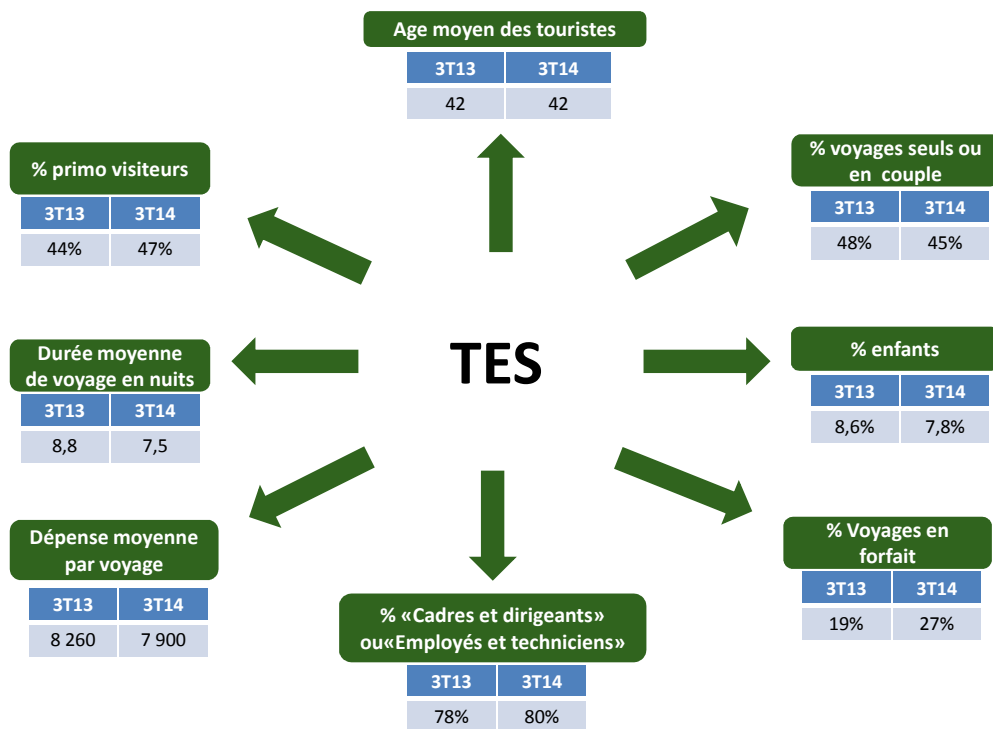 Age moyen des touristes
3T13 3T14
42 42
% primo visiteurs
3T13 3T14
44% 47%
% voyages seuls ou
en couple
3T13 3T14
48% 45%
TES
Durée moyenne
de voyage en nuits
3T13 3T14
8,8 7,5
% enfants
3T13 3T14
8,6% 7,8%
Dépense moyenne
par voyage
3T13 3T14
8 260 7 900
% «Cadres et dirigeants»
ou«Employés et techniciens»
3T13 3T14
78% 80%
% Voyages en
forfait
3T13 3T14
19% 27%